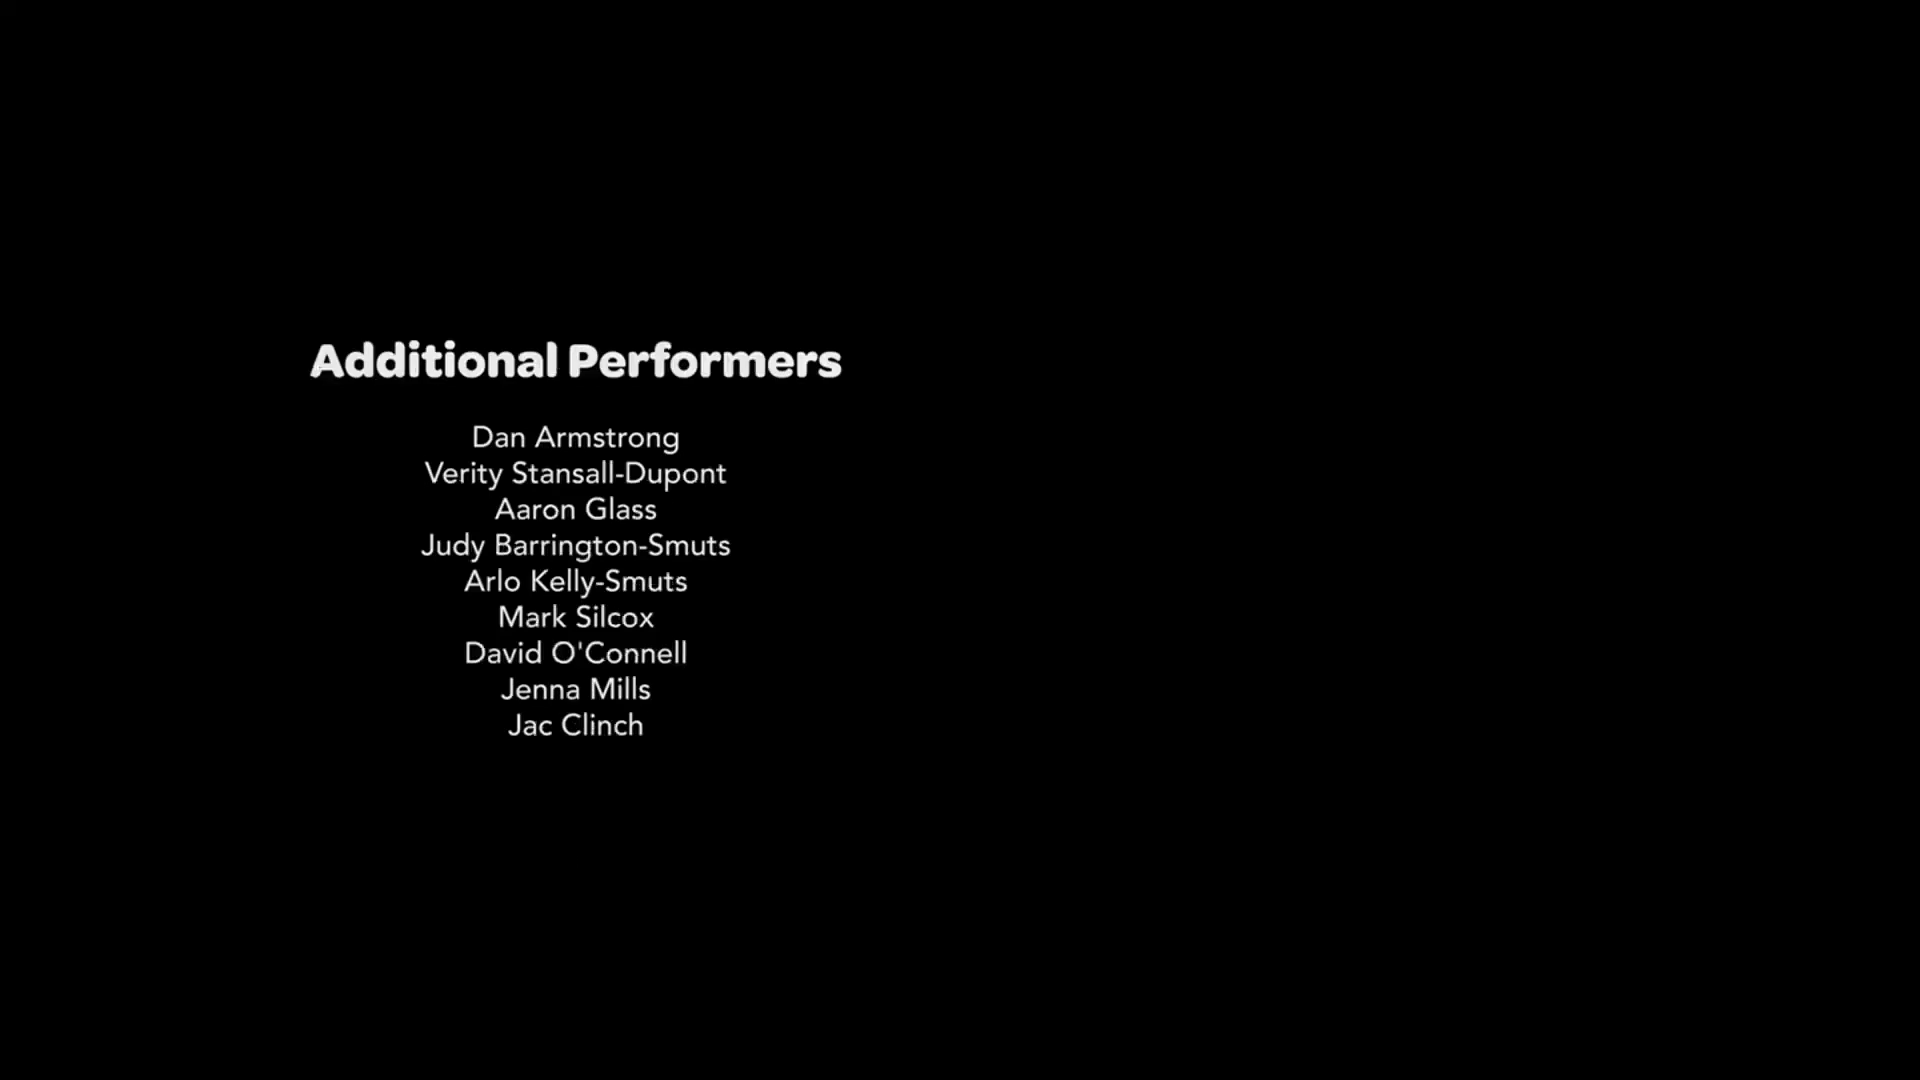 Additional Performers
Dan Armstrong
Verity Stansall-Dupont
Aaron Glass
Judy Barrington-Smuts
Arlo Kelly-Smuts
Mark Silcox
David O'Connell
Jenna Mills
Jac Clinch